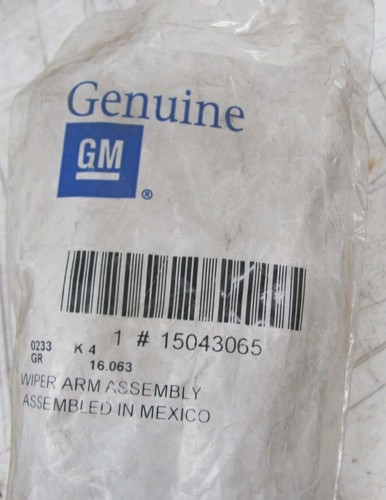 Genuine
GM
®
1 # 15043065
0233 K 4
GR 16.063
WIPER ARM ASSEMBLY
ASSEMBLED IN MEXICO